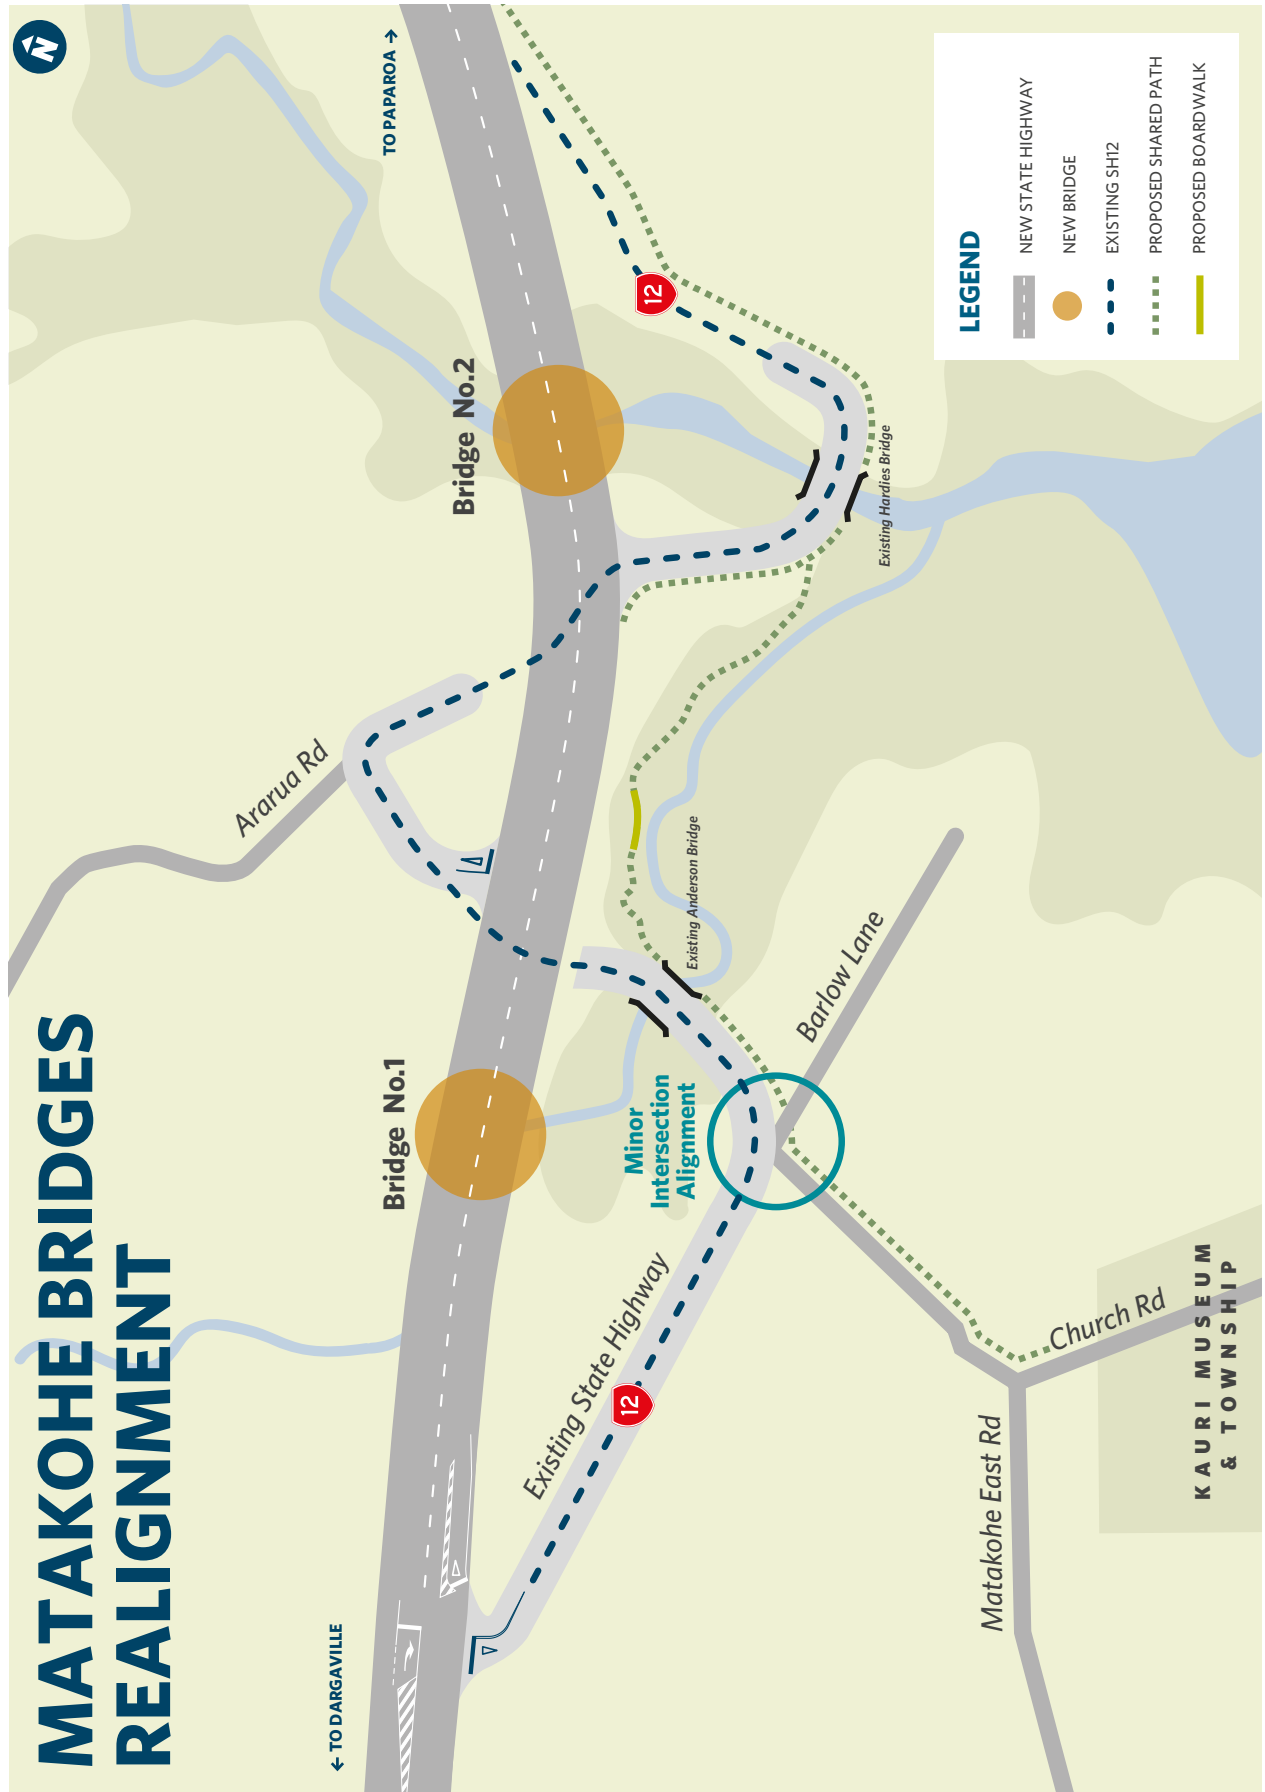 MATAKOHE BRIDGES
REALIGNMENT
N
← TO DARGAVILLE
TO PAPAROA →
Ararua Rd
Bridge No.1
Bridge No.2
Minor
Intersection
Alignment
Existing State Highway
12
12
Existing Anderson Bridge
Existing Hardies Bridge
Barlow Lane
Matakohe East Rd
Church Rd
KAURI MUSEUM
& TOWNSHIP
LEGEND
NEW STATE HIGHWAY
NEW BRIDGE
EXISTING SH12
PROPOSED SHARED PATH
PROPOSED BOARDWALK